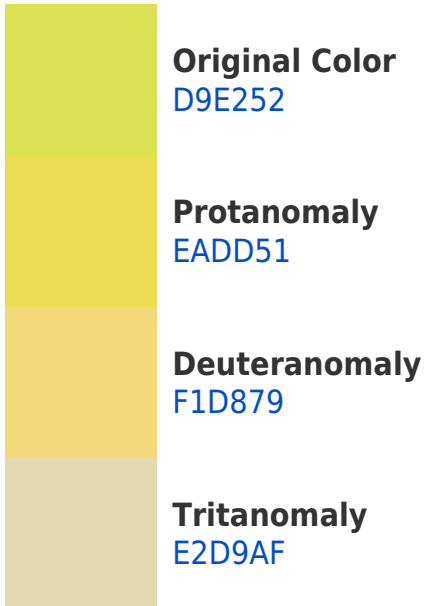 Original Color
D9E252
Protanomaly
EADD51
Deuteranomaly
F1D879
Tritanomaly
E2D9AF